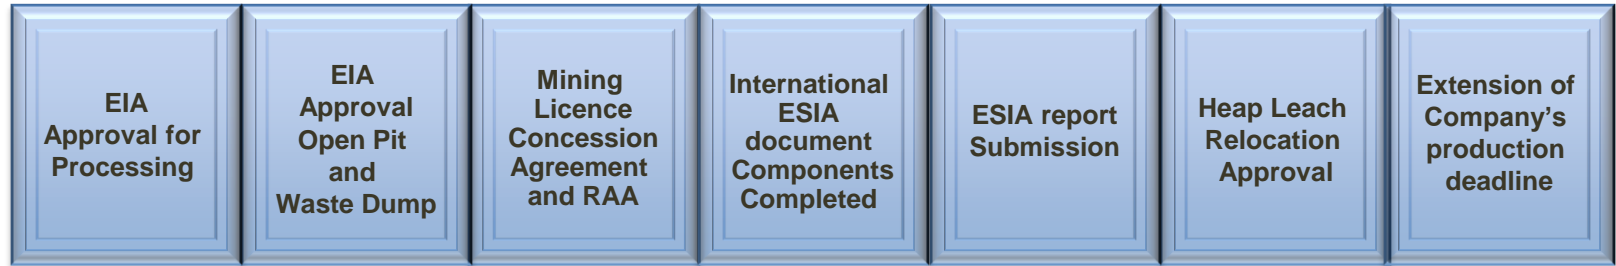 EIA
Approval for
Processing
EIA
Approval
Open Pit
and
Waste Dump
Mining
Licence
Concession
Agreement
and RAA
International
ESIA
document
Components
Completed
ESIA report
Submission
Heap Leach
Relocation
Approval
Extension of
Company’s
production
deadline